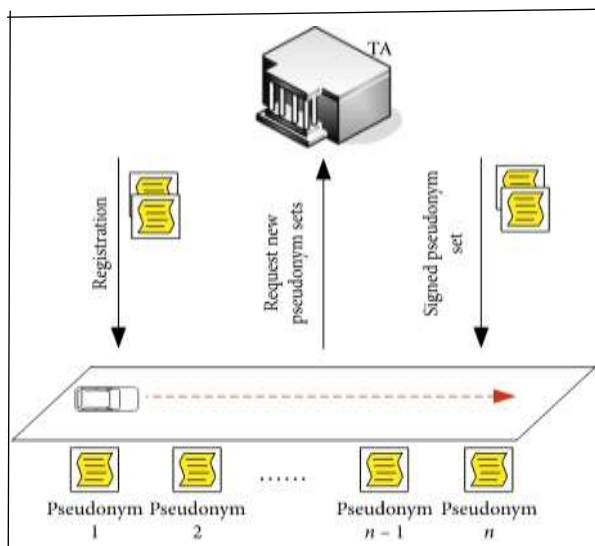 TA
Registration
Request new
pseudonym sets
Signed pseudonym
set
......
Pseudonym
1
Pseudonym
2
Pseudonym
n – 1
Pseudonym
n